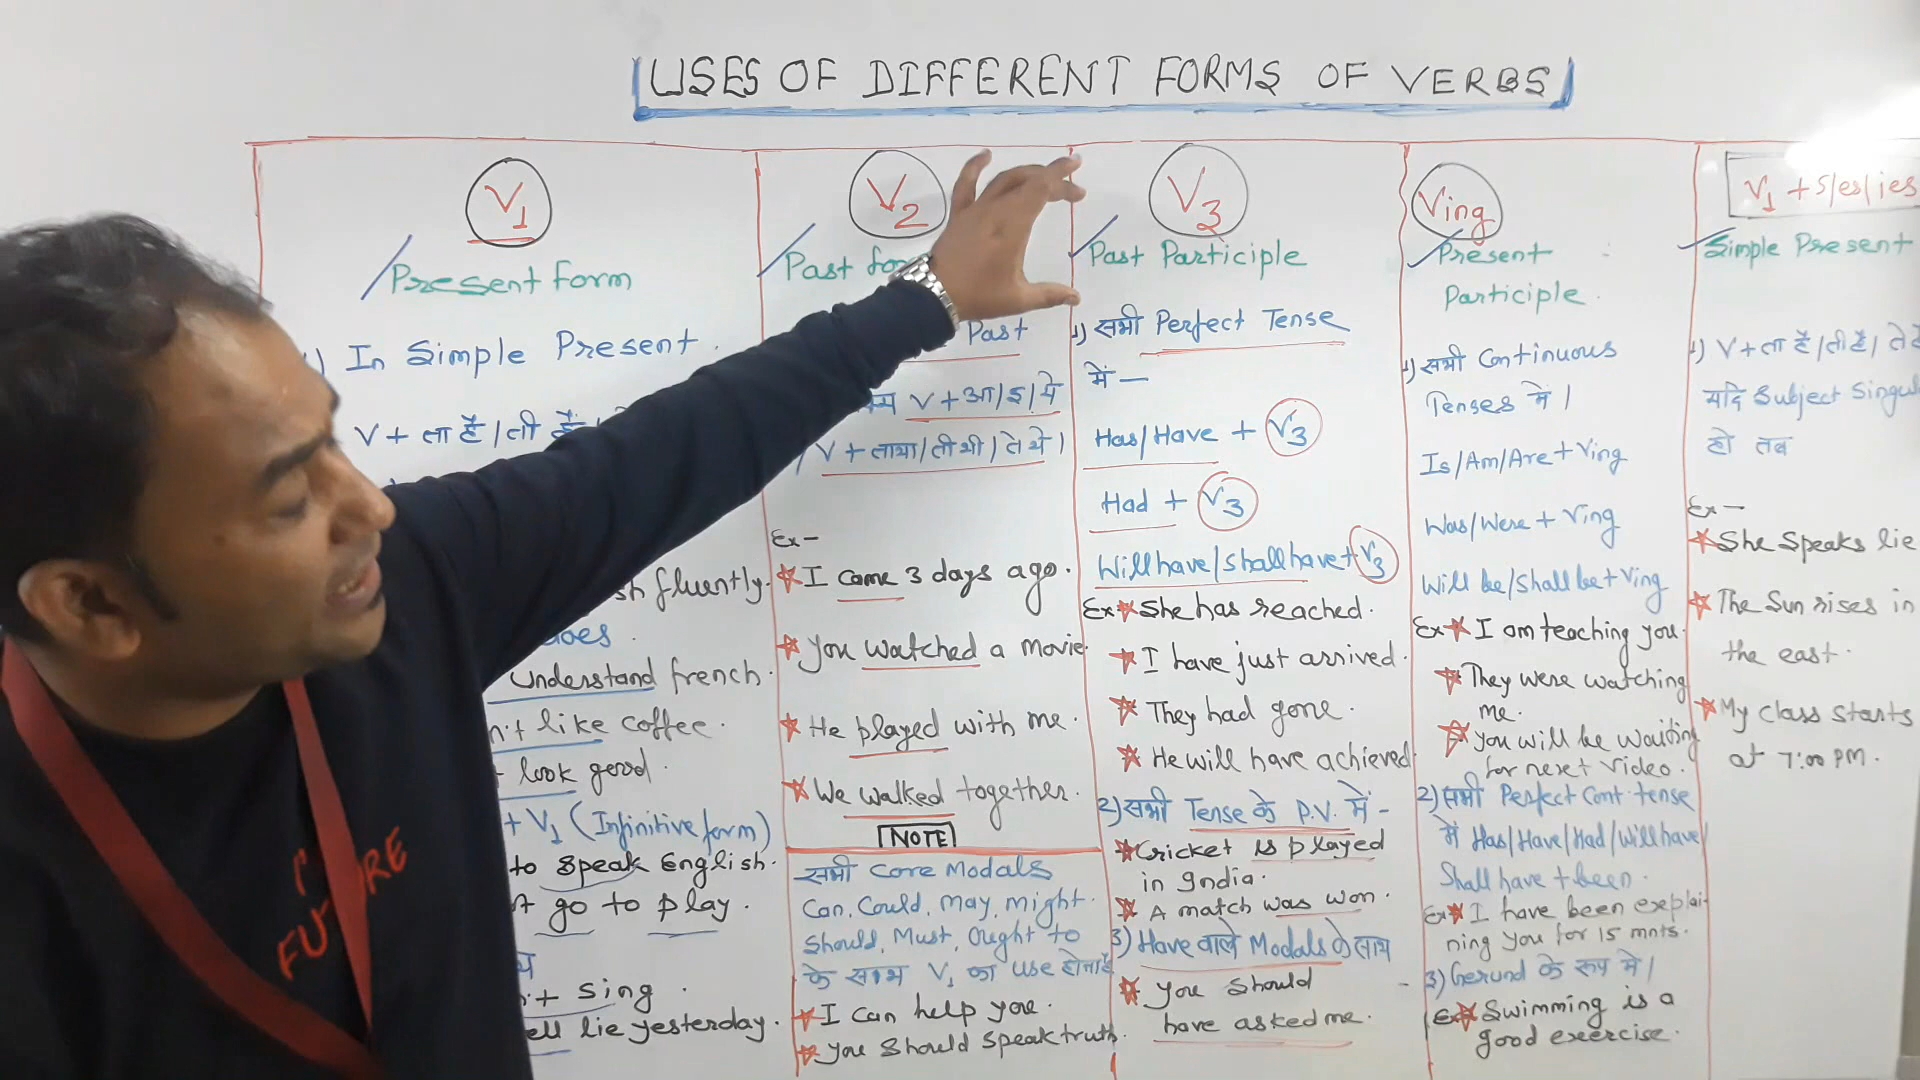 USES OF DIFFERENT FORMS OF VERBS
V1
Present form
1) In Simple Present.
V + ता है / ती है /
sh fluently.
does.
understand french.
n't like coffee.
look good.
+ V1 (Infinitive form)
to speak English.
go to play.
't sing.
ell lie yesterday.
V2
Past fo
Past
V + आ/इ/ये
V + ताथा/तीथी/ते थे।
Ex-
I came 3 days ago.
You watched a movie.
He played with me.
We walked together.
NOTE
सभी Core Modals
Can, Could, May, might.
Should, Must, Ought to
के साथ V1 का use होता है
I can help you.
You should speak truth.
V3
Past Participle
1) सभी Perfect Tense
में —
Has/Have + V3
Had + V3
Will have/Shall have + V3
Ex She has reached.
I have just arrived.
They had gone.
He will have achieved
2) सभी Tense के P.V. में -
Cricket is played
in India.
A match was won.
3) Have वाले Modals के साथ
You should
have asked me.
Ving
Present
Participle.
1) सभी Continuous
Tenses में।
Is/Am/Are + Ving
Was/Were + Ving
Will be/Shall be + Ving
Ex I am teaching you.
They were watching
me.
You will be waiting
for next video.
2) सभी Perfect Cont. tense
में Has/Have/Had/Will have/
Shall have + been.
Ex I have been explai-
ning you for 15 mnts.
3) Gerund के रूप में।
Ex Swimming is a
good exercise.
V1 + s/es/ies
Simple Present
1) V + ता है / ती है / ते है
यदि Subject Singul
हो तब
Ex —
She speaks lie
The Sun rises in
the east.
My class starts
at 7:00 PM.
FUTURE